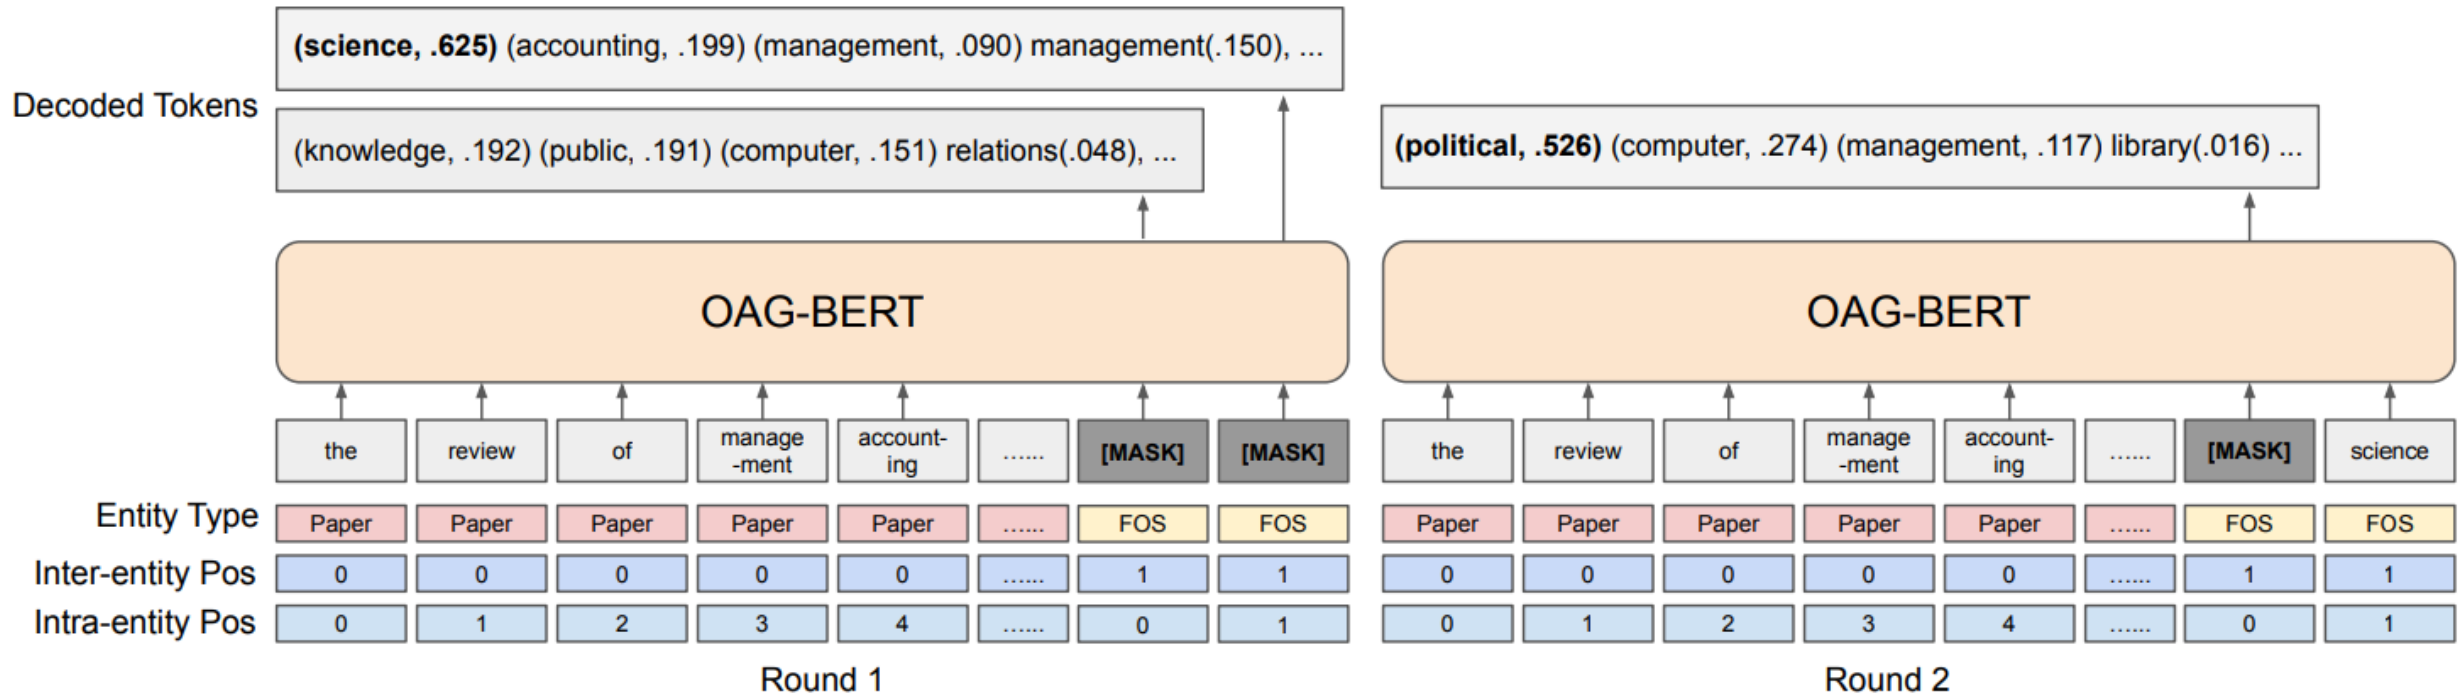 (science, .625) (accounting, .199) (management, .090) management(.150), ...
Decoded Tokens
(knowledge, .192) (public, .191) (computer, .151) relations(.048), ...
(political, .526) (computer, .274) (management, .117) library(.016) ...
OAG-BERT
OAG-BERT
the review of manage account- ...... [MASK] [MASK]
-ment ing
the review of manage account- ...... [MASK] science
-ment ing
Entity Type Paper Paper Paper Paper Paper ...... FOS FOS
Paper Paper Paper Paper Paper ...... FOS FOS
Inter-entity Pos 0 0 0 0 0 ...... 1 1
0 0 0 0 0 ...... 1 1
Intra-entity Pos 0 1 2 3 4 ...... 0 1
0 1 2 3 4 ...... 0 1
Round 1
Round 2